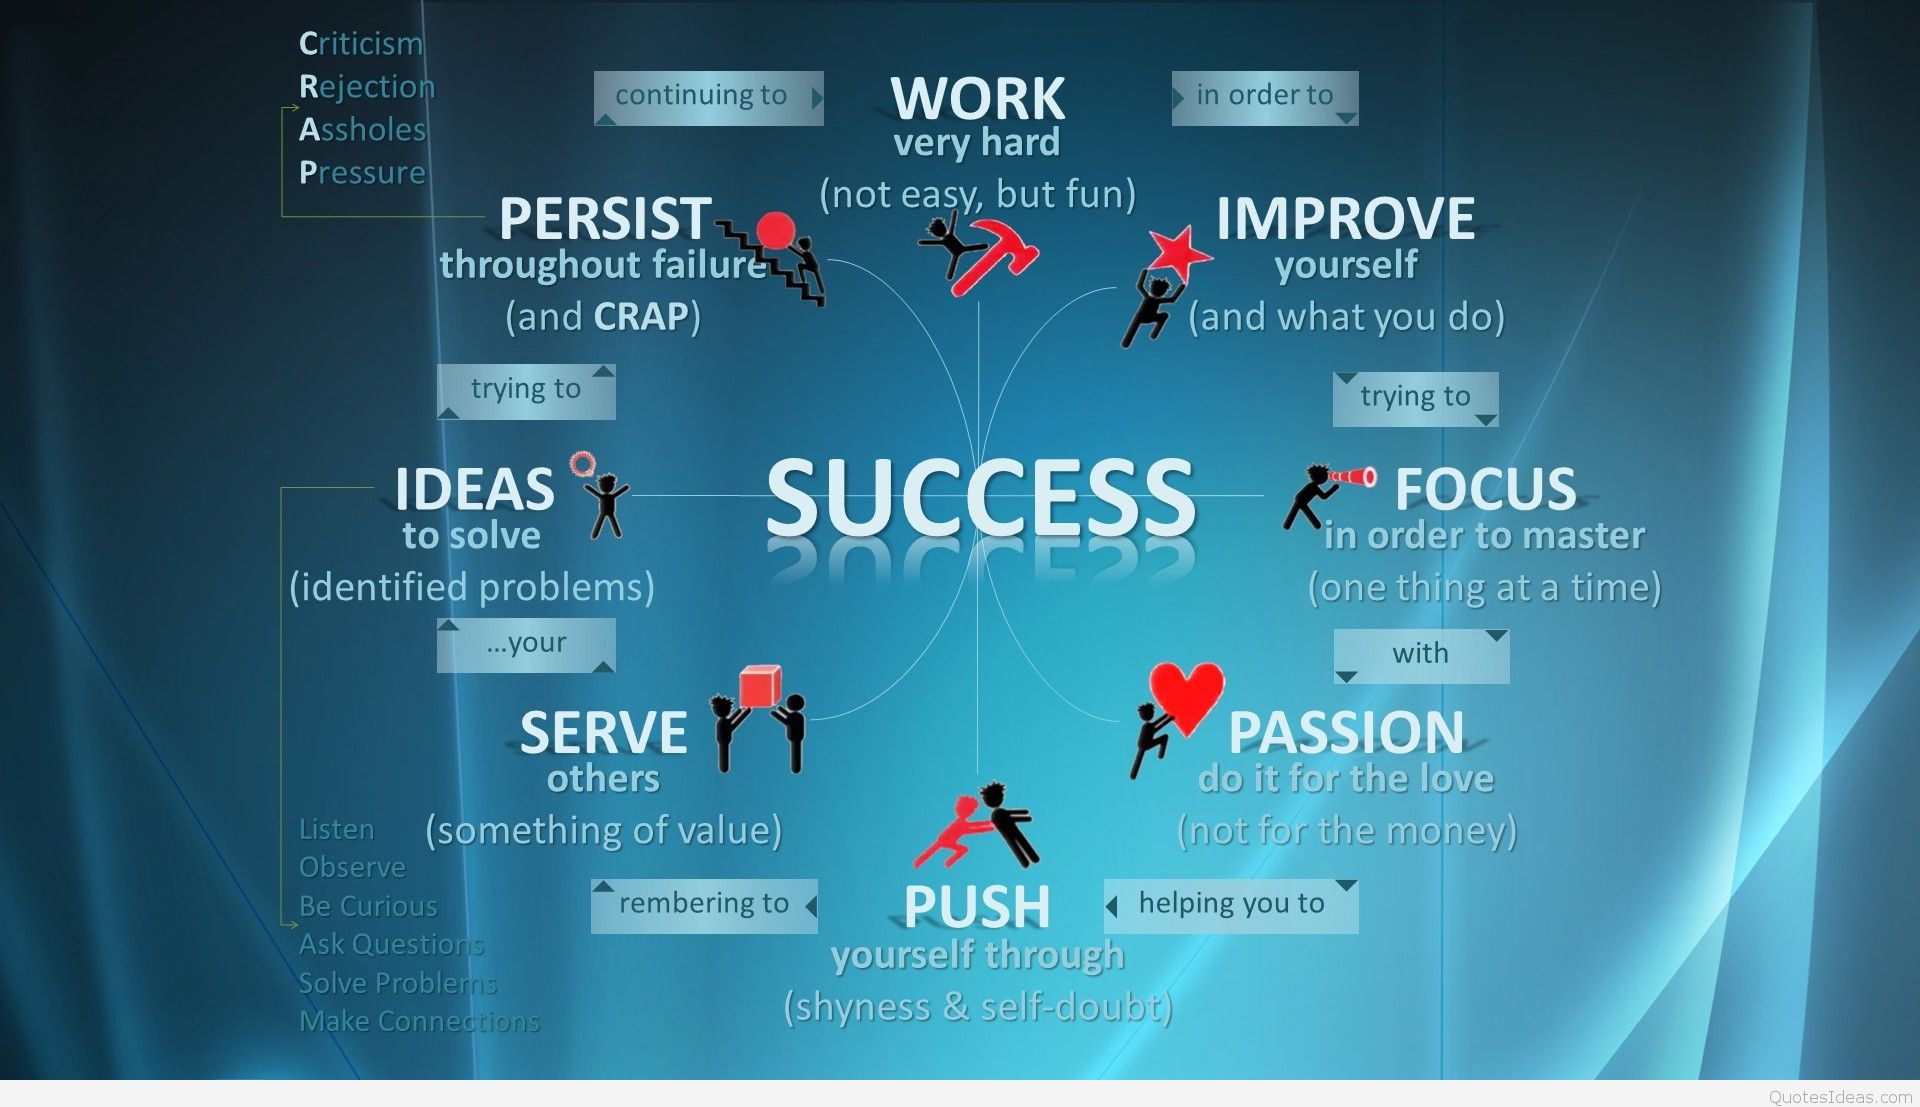 Criticism
Rejection
Assholes
Pressure
continuing to
WORK
very hard
(not easy, but fun)
in order to
PERSIST
throughout failure
(and CRAP)
IMPROVE
yourself
(and what you do)
trying to
trying to
IDEAS
to solve
(identified problems)
SUCCESS
FOCUS
in order to master
(one thing at a time)
...your
with
SERVE
others
(something of value)
PASSION
do it for the love
(not for the money)
Listen
Observe
Be Curious
Ask Questions
Solve Problems
Make Connections
rembering to
PUSH
yourself through
(shyness & self-doubt)
helping you to
QuotesIdeas.com